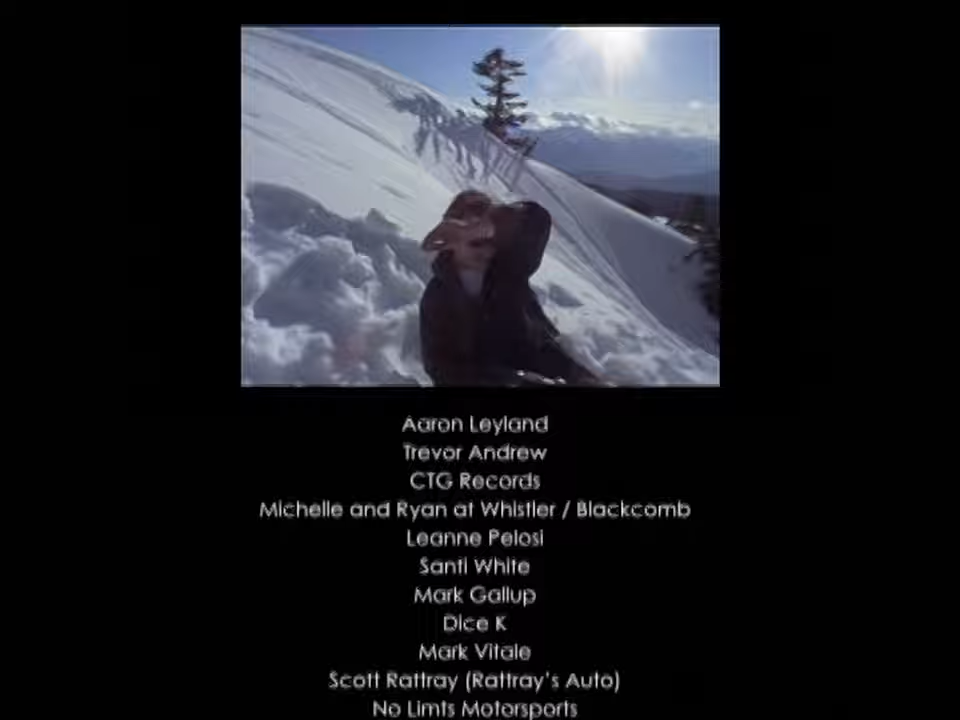 Aaron Leyland
Trevor Andrew
CTG Records
Michelle and Ryan at Whistler / Blackcomb
Leanne Pelosi
Santi White
Mark Gallup
Dice K
Mark Vitale
Scott Rattray (Rattray's Auto)
No Limts Motorsports